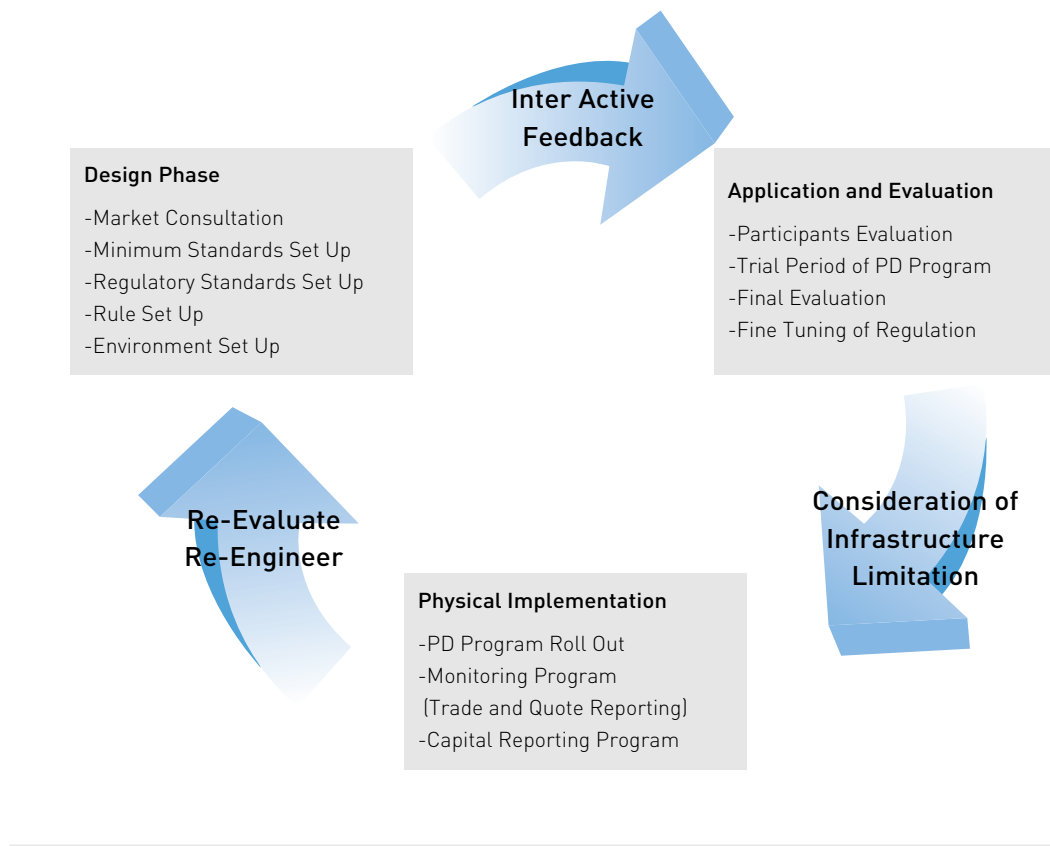 Inter Active
Feedback
Design Phase
-Market Consultation
-Minimum Standards Set Up
-Regulatory Standards Set Up
-Rule Set Up
-Environment Set Up
Application and Evaluation
-Participants Evaluation
-Trial Period of PD Program
-Final Evaluation
-Fine Tuning of Regulation
Consideration of
Infrastructure
Limitation
Physical Implementation
-PD Program Roll Out
-Monitoring Program
(Trade and Quote Reporting)
-Capital Reporting Program
Re-Evaluate
Re-Engineer